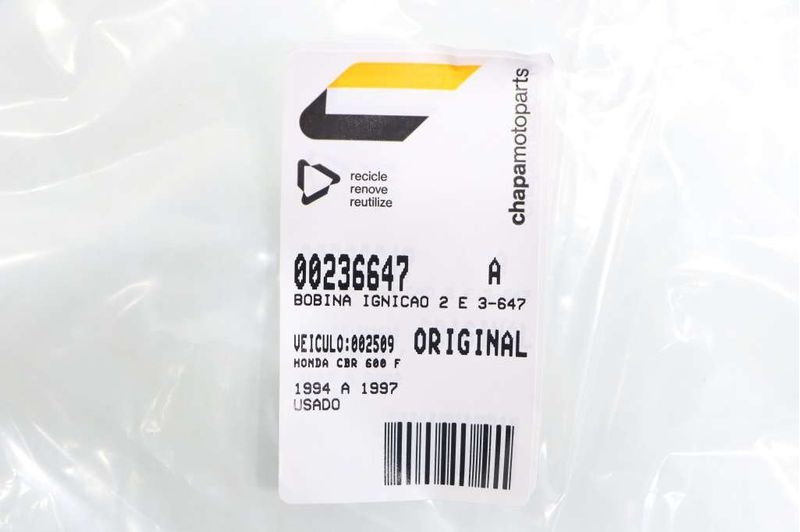 chapamotoparts
recicle
renove
reutilize
00236647 A
BOBINA IGNICAO 2 E 3-647
VEICULO:002509 ORIGINAL
HONDA CBR 600 F
1994 A 1997
USADO